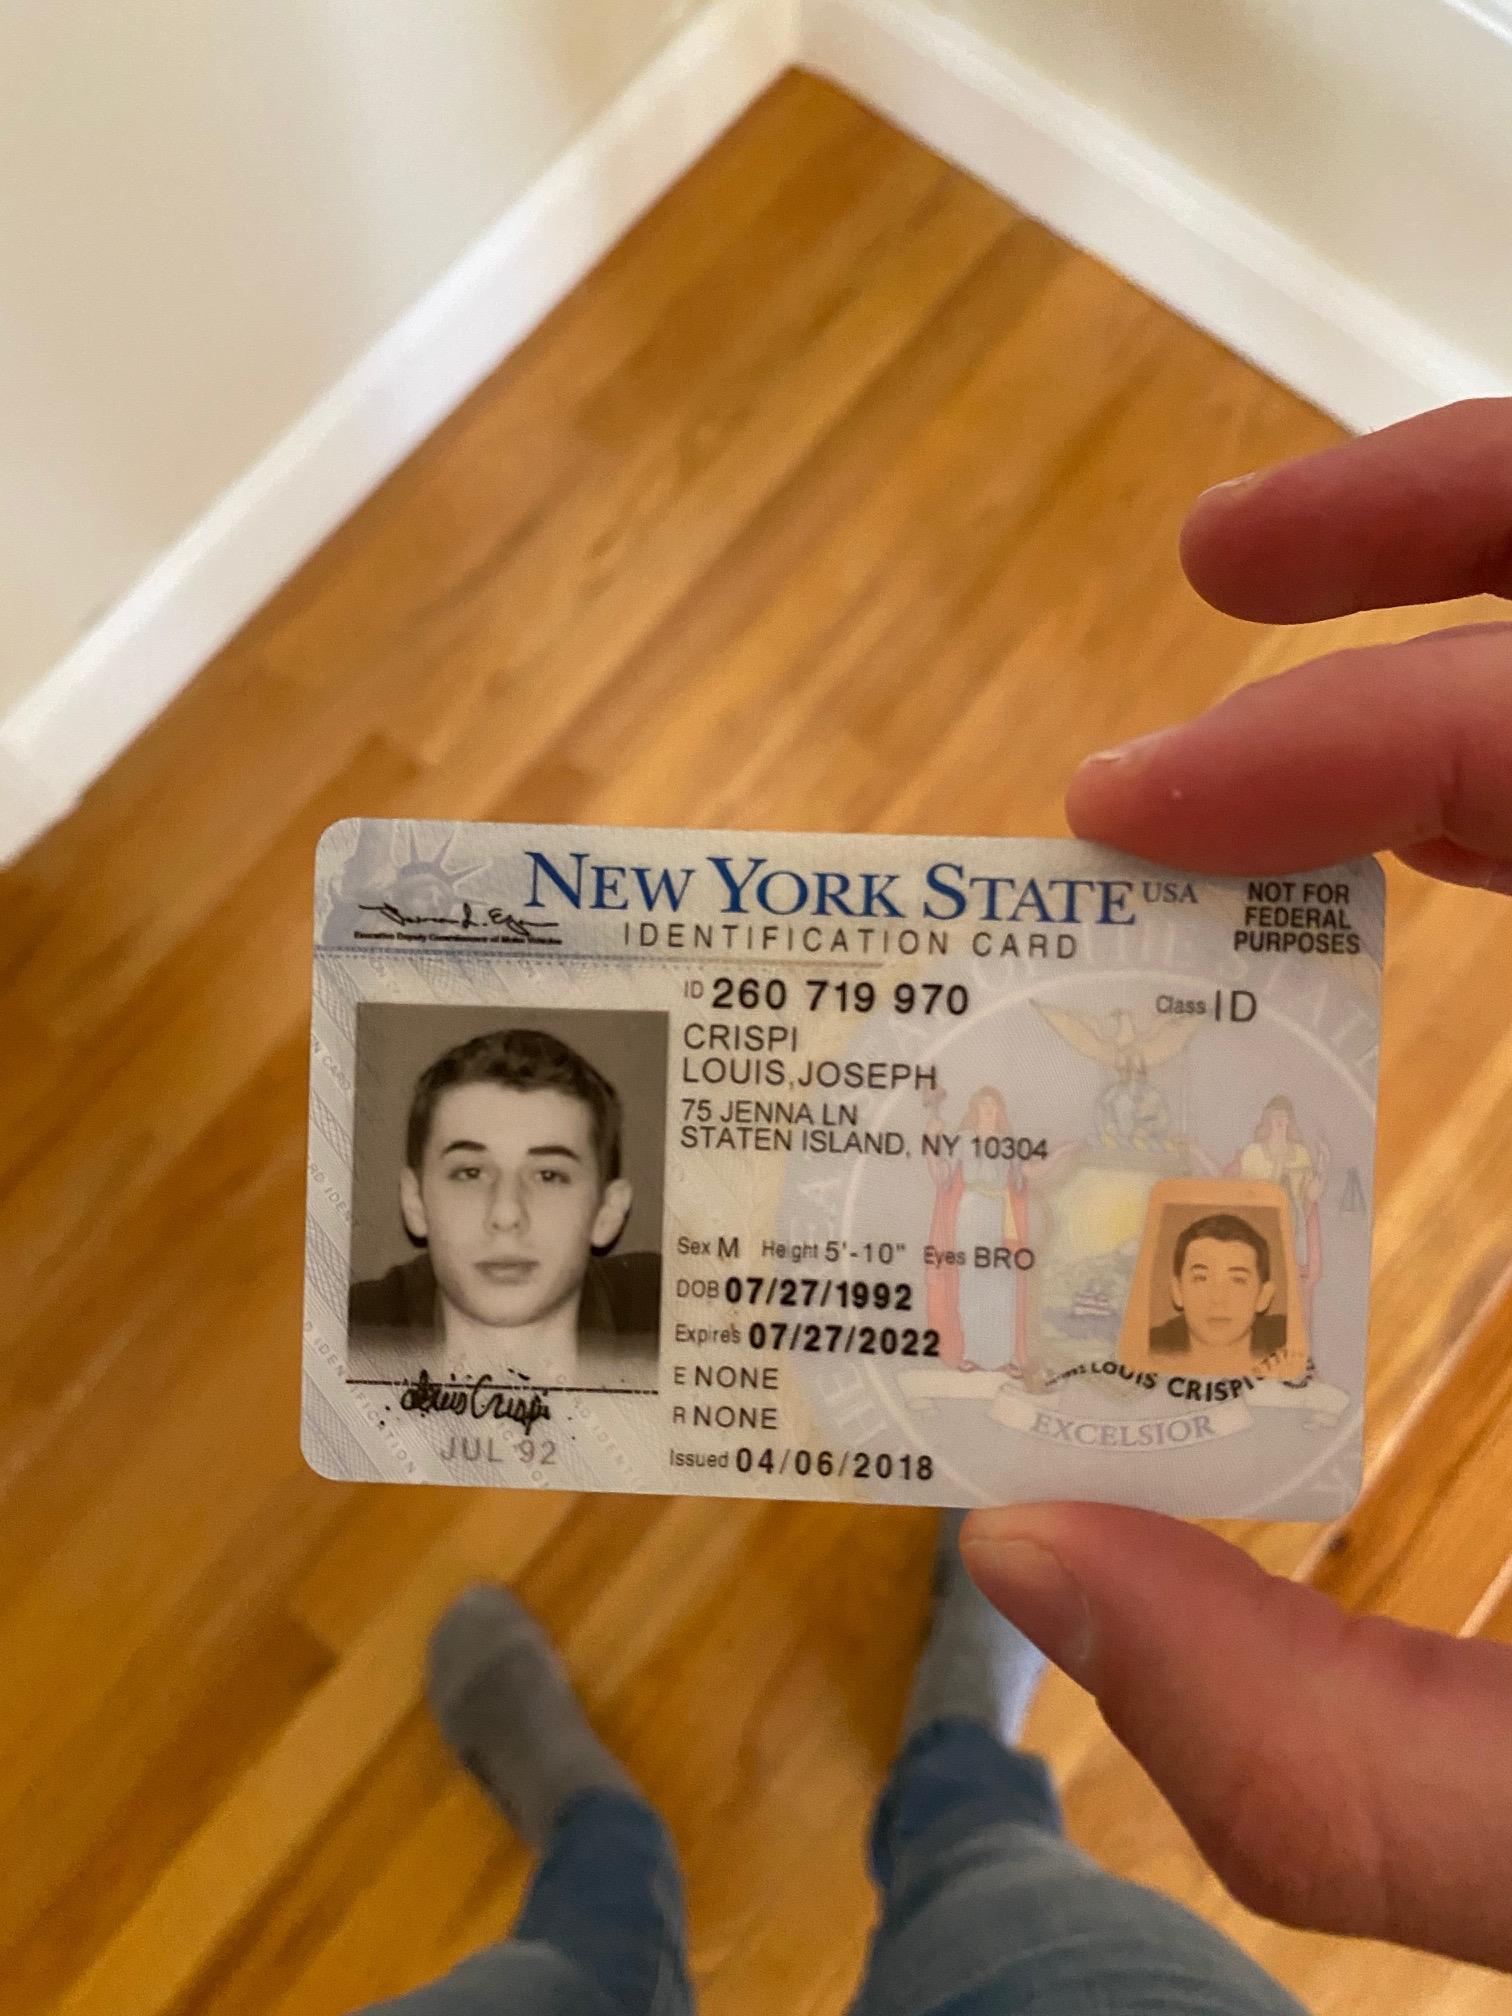 NEW YORK STATE USA
IDENTIFICATION CARD
NOT FOR
FEDERAL
PURPOSES
ID 260 719 970
Class ID
CRISPI
LOUIS,JOSEPH
75 JENNA LN
STATEN ISLAND, NY 10304
Sex M Height 5'-10" Eyes BRO
DOB 07/27/1992
Expires 07/27/2022
E NONE
R NONE
Issued 04/06/2018
Louis Crispi
JUL 92
LOUIS CRISPI
EXCELSIOR